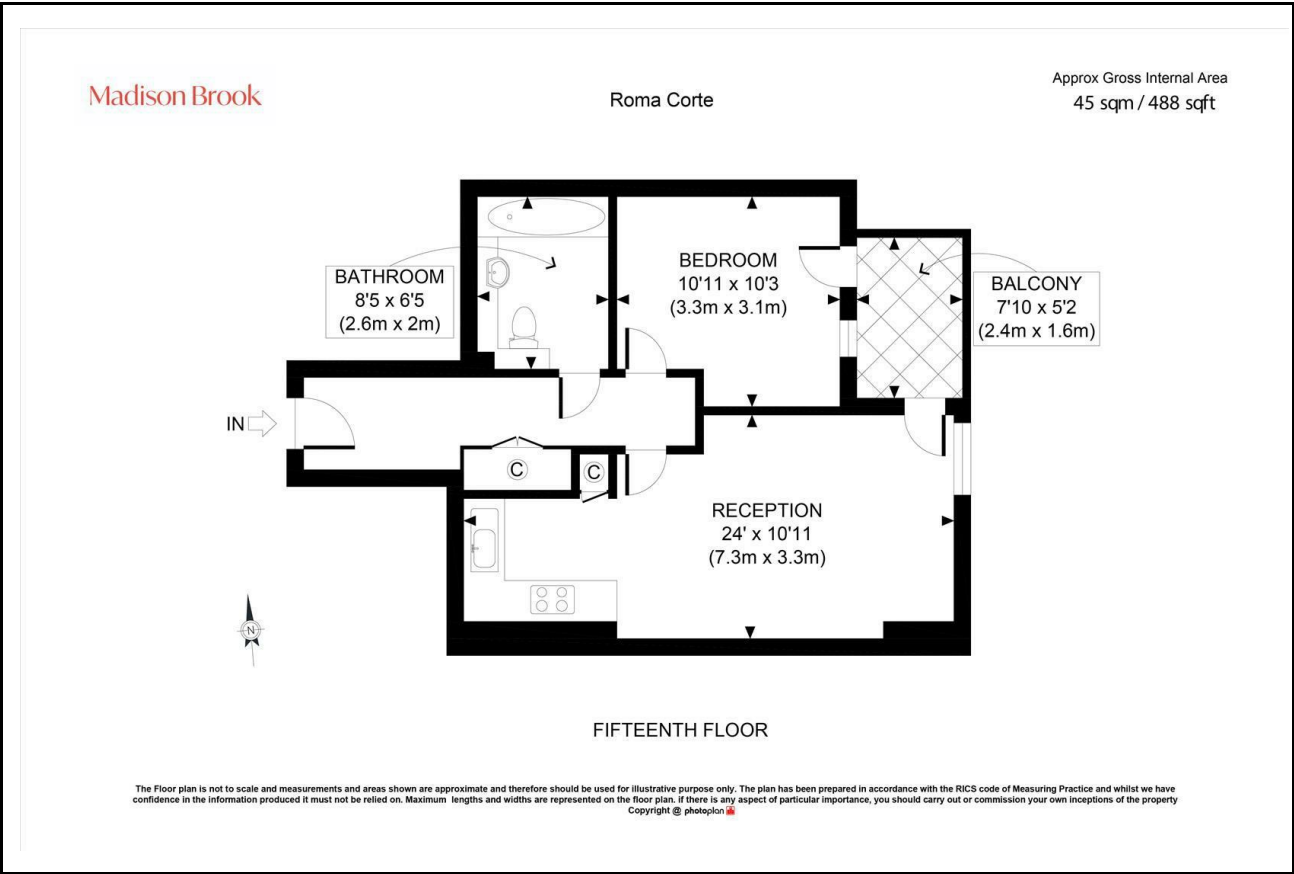 Madison Brook
Roma Corte
Approx Gross Internal Area
45 sqm / 488 sqft
BATHROOM
8'5 x 6'5
(2.6m x 2m)
BEDROOM
10'11 x 10'3
(3.3m x 3.1m)
BALCONY
7'10 x 5'2
(2.4m x 1.6m)
IN
C
C
RECEPTION
24' x 10'11
(7.3m x 3.3m)
N
FIFTEENTH FLOOR
The Floor plan is not to scale and measurements and areas shown are approximate and therefore should be used for illustrative purpose only. The plan has been prepared in accordance with the RICS code of Measuring Practice and whilst we have
confidence in the information produced it must not be relied on. Maximum lengths and widths are represented on the floor plan. if there is any aspect of particular importance, you should carry out or commission your own inceptions of the property
Copyright @ photoplan